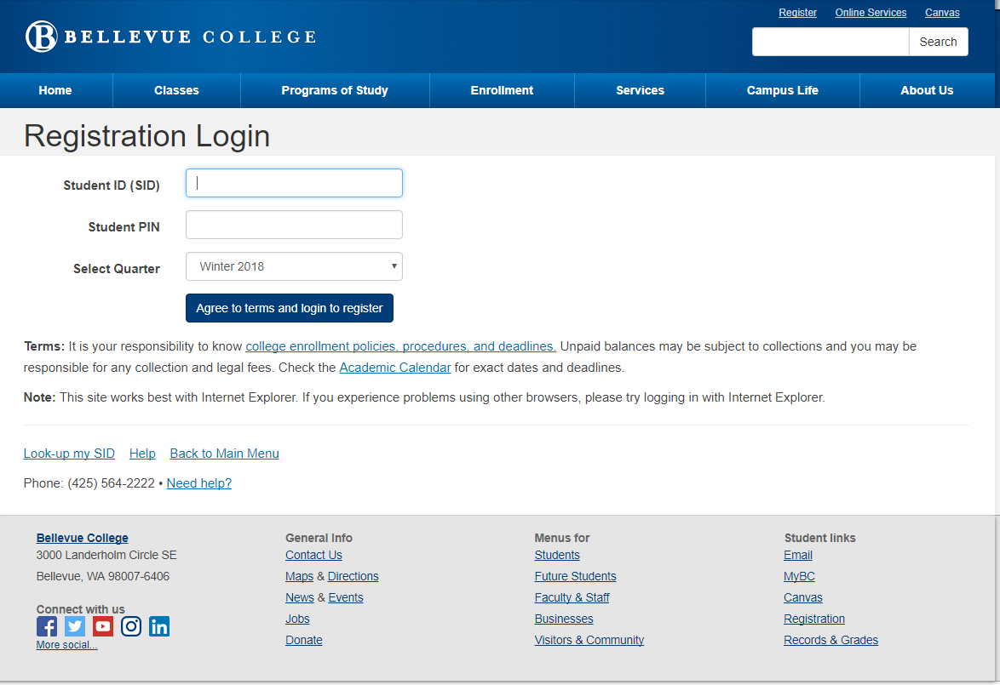 Register Online Services Canvas
B BELLEVUE COLLEGE
Search
Home Classes Programs of Study Enrollment Services Campus Life About Us
Registration Login
Student ID (SID)
Student PIN
Select Quarter Winter 2018
Agree to terms and login to register
Terms: It is your responsibility to know college enrollment policies, procedures, and deadlines. Unpaid balances may be subject to collections and you may be
responsible for any collection and legal fees. Check the Academic Calendar for exact dates and deadlines.
Note: This site works best with Internet Explorer. If you experience problems using other browsers, please try logging in with Internet Explorer.
Look-up my SID Help Back to Main Menu
Phone: (425) 564-2222 • Need help?
Bellevue College
3000 Landerholm Circle SE
Bellevue, WA 98007-6406
Connect with us
More social...
General Info
Contact Us
Maps & Directions
News & Events
Jobs
Donate
Menus for
Students
Future Students
Faculty & Staff
Businesses
Visitors & Community
Student links
Email
MyBC
Canvas
Registration
Records & Grades